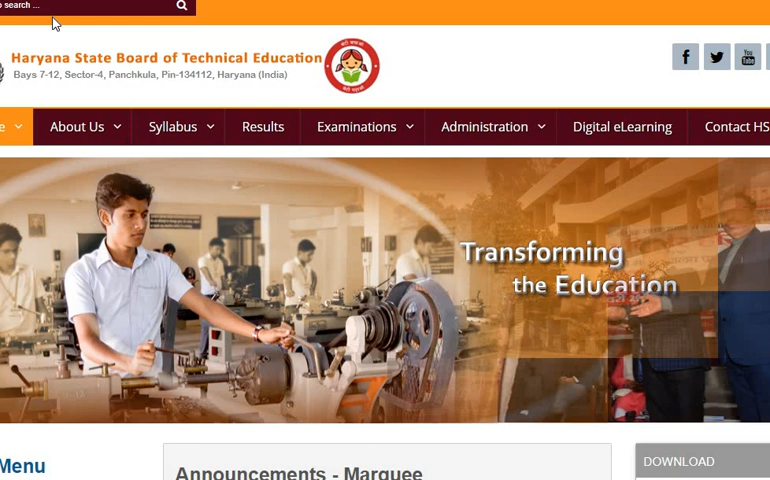 search ...
Haryana State Board of Technical Education
Bays 7-12, Sector-4, Panchkula, Pin-134112, Haryana (India)
About Us
Syllabus
Results
Examinations
Administration
Digital eLearning
Contact HS
Transforming
the Education
Menu
Announcements - Marquee
DOWNLOAD